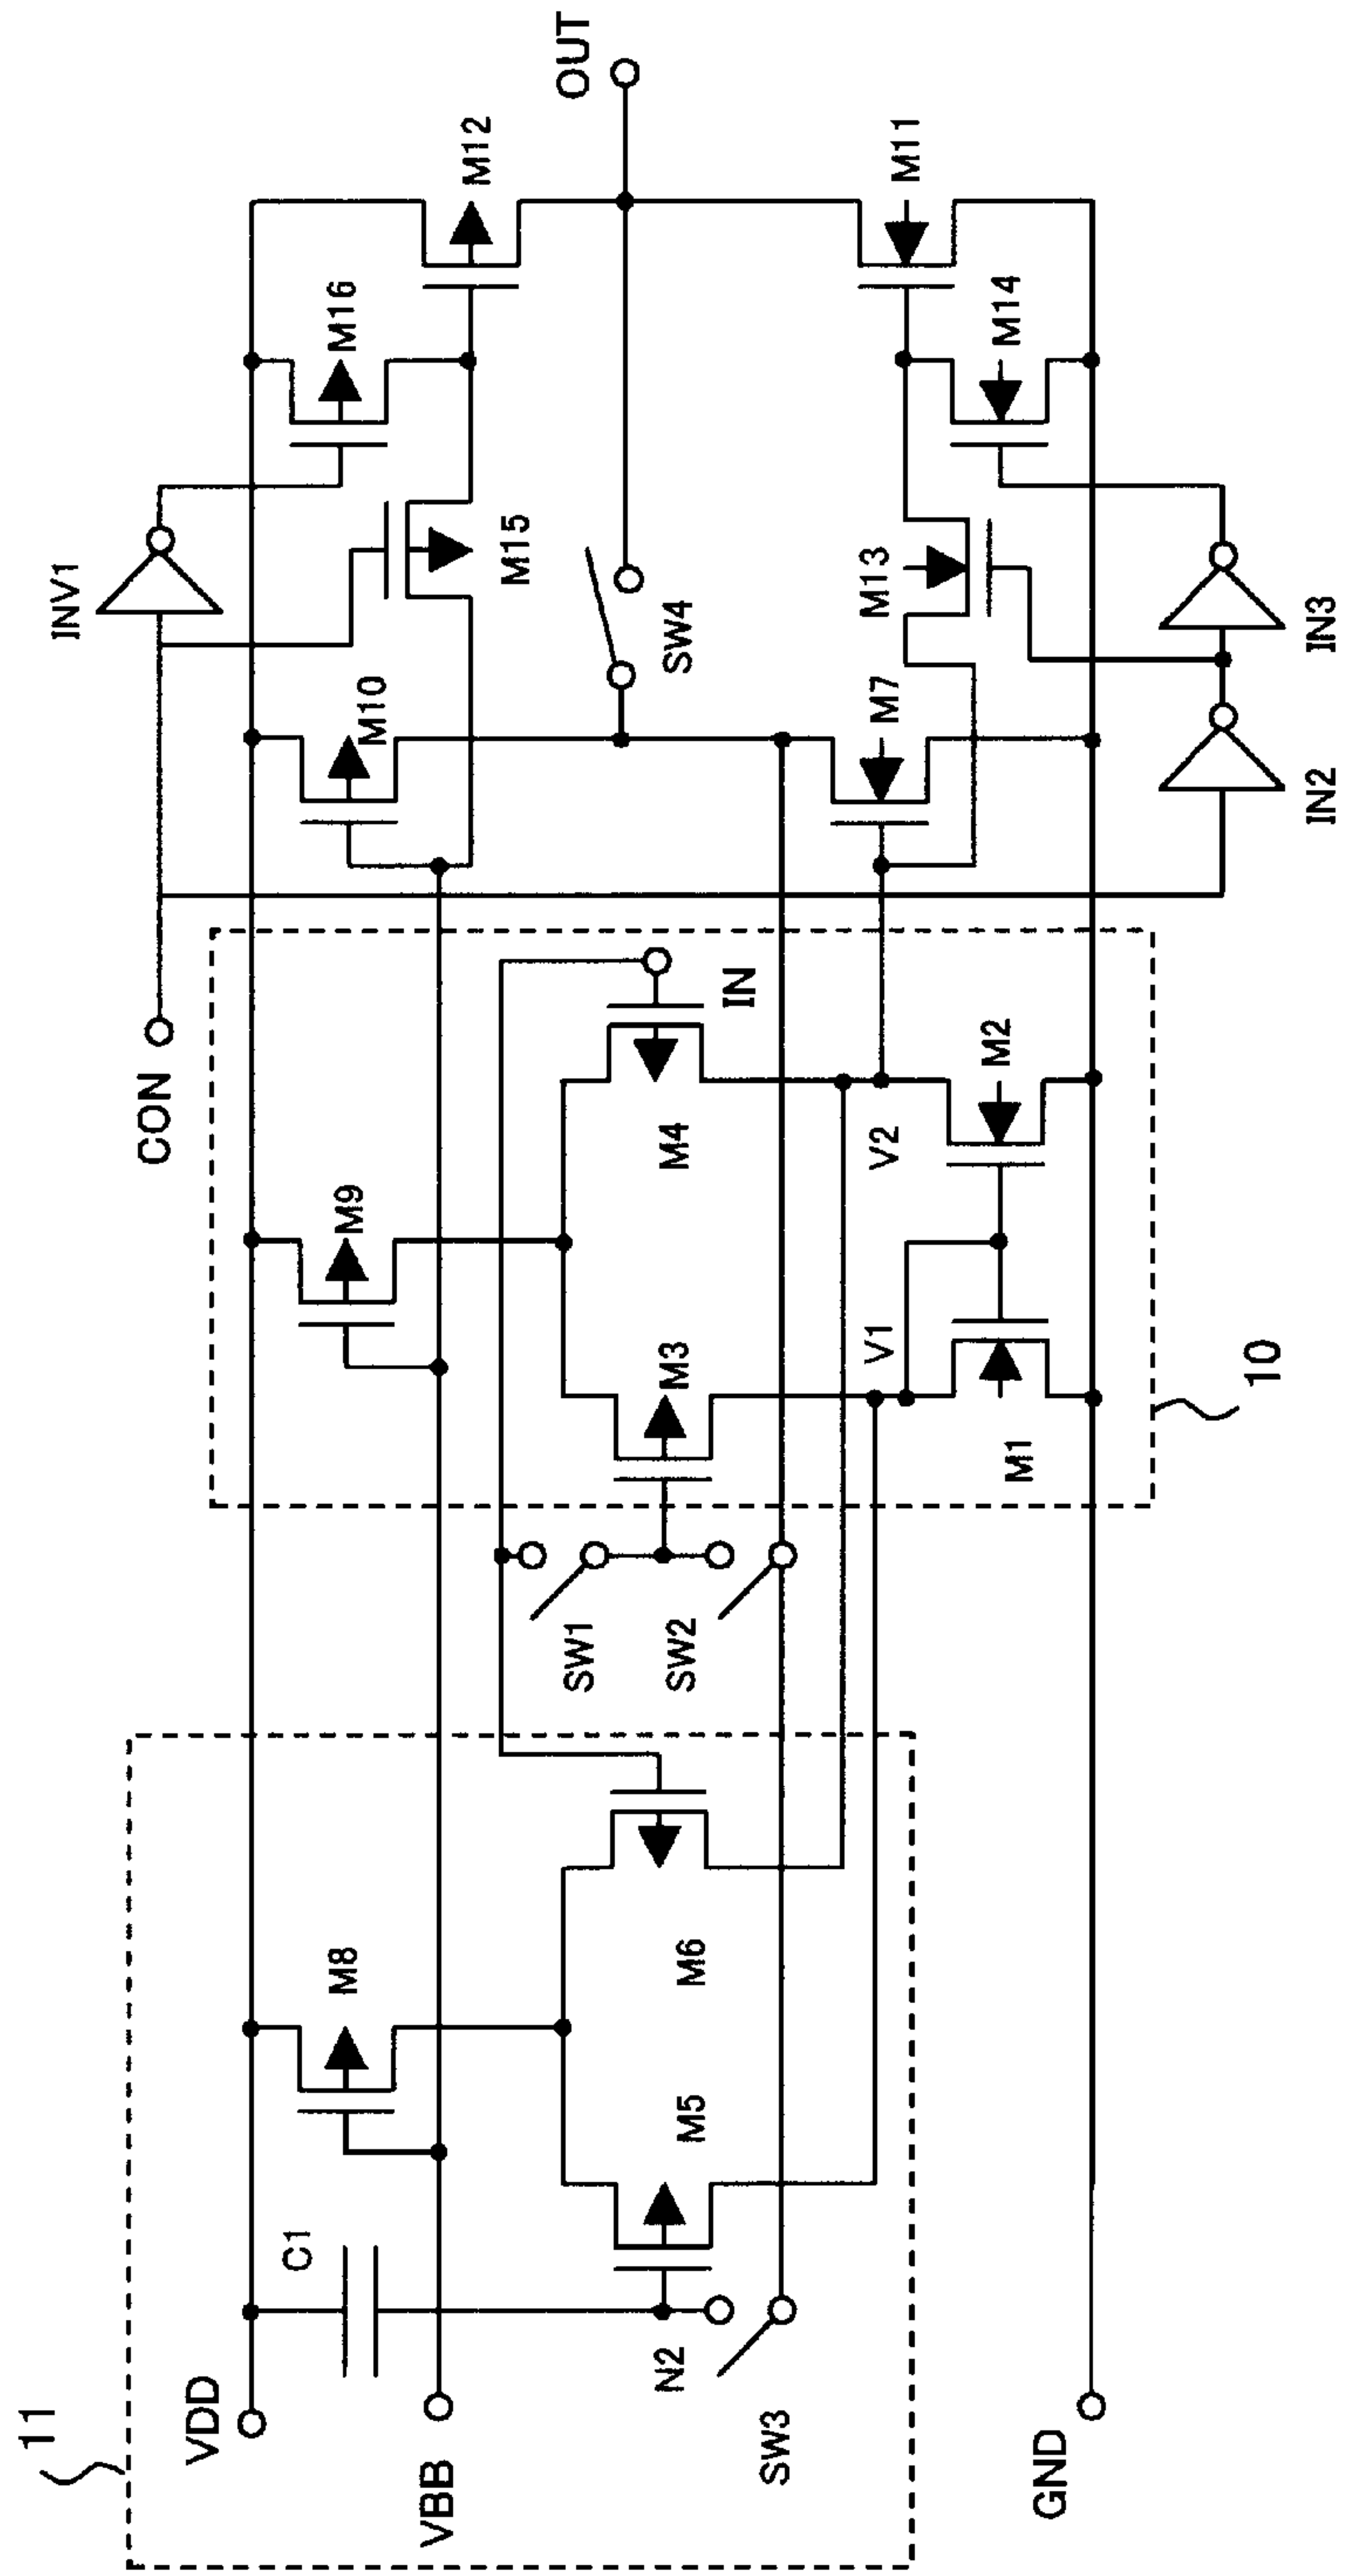 11
VDD
VBB
GND
C1
N2
SW3
M8
M5
M6
SW1
SW2
10
M9
M3
M4
IN
V1
V2
M1
M2
CON
INV1
M10
M15
M16
M12
OUT
SW4
M7
M13
M14
M11
IN2
IN3